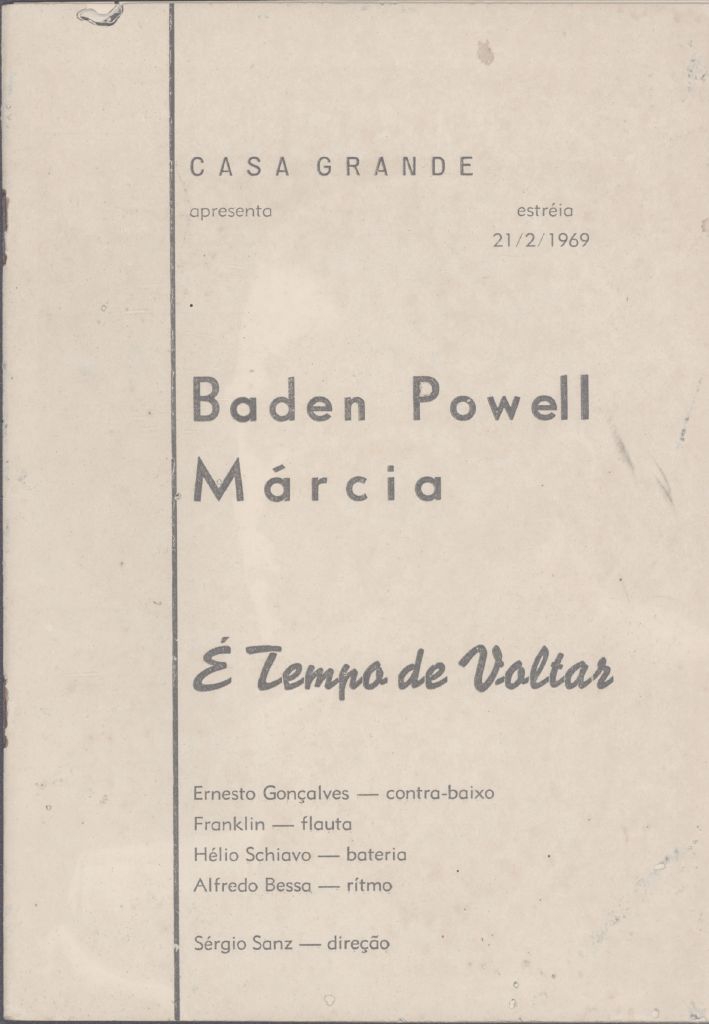 CASA GRANDE
apresenta estréia
21/2/1969
Baden Powell
Márcia
É Tempo de Voltar
Ernesto Gonçalves — contra-baixo
Franklin — flauta
Hélio Schiavo — bateria
Alfredo Bessa — rítmo
Sérgio Sanz — direção